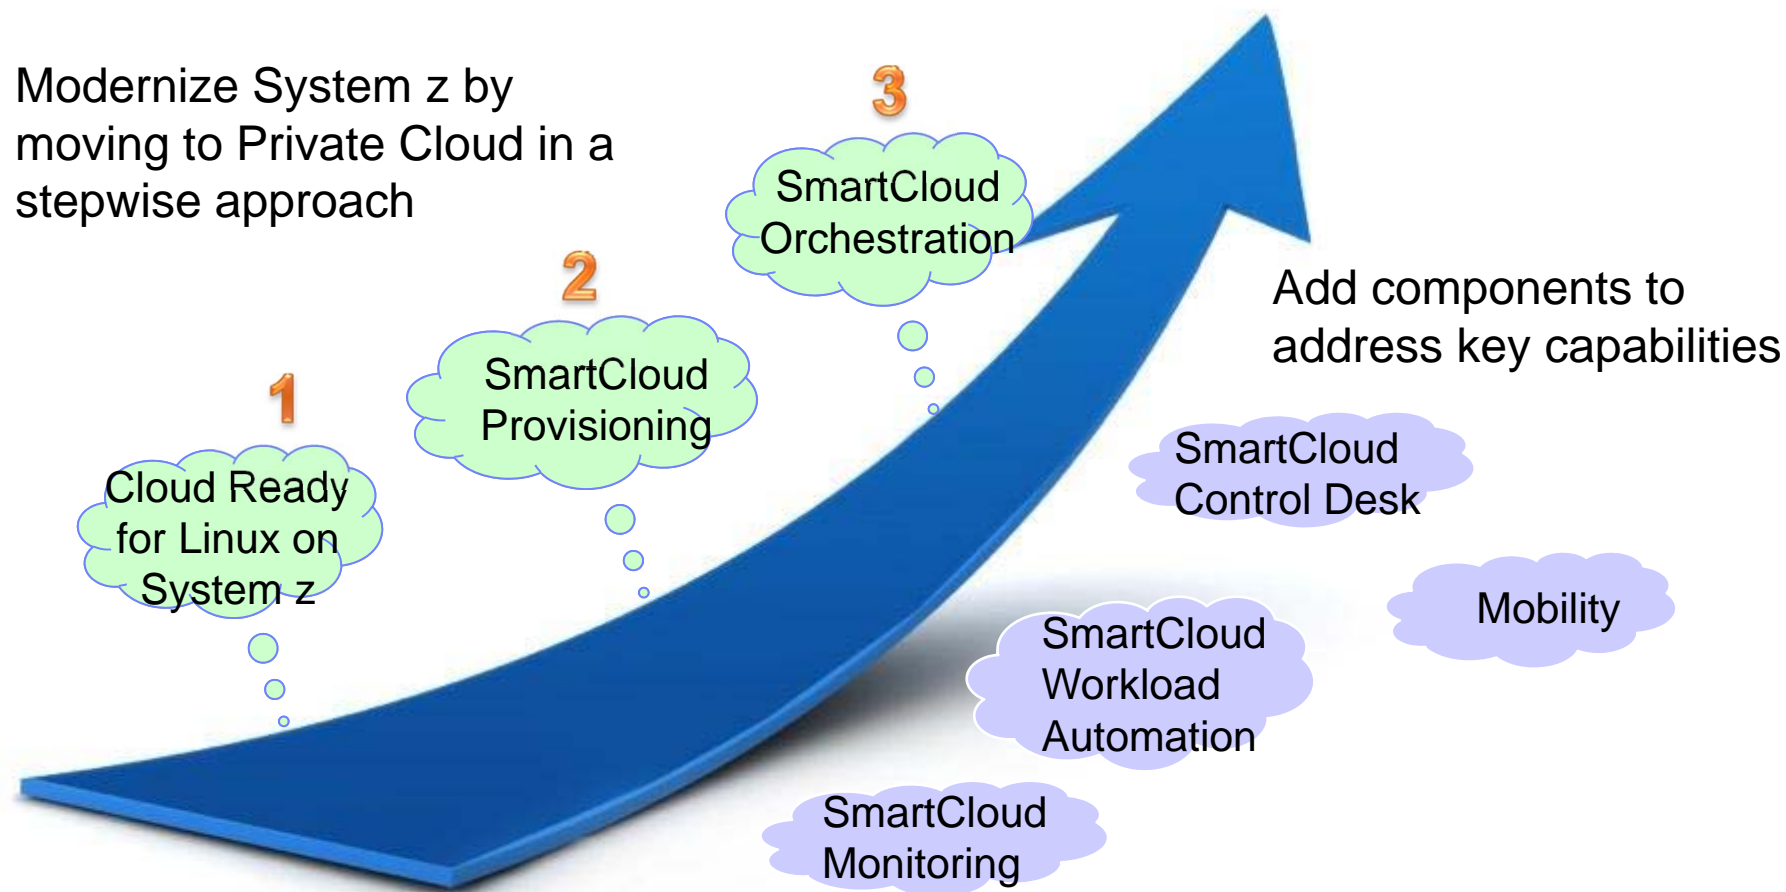 Modernize System z by
moving to Private Cloud in a
stepwise approach
1
Cloud Ready
for Linux on
System z
2
SmartCloud
Provisioning
3
SmartCloud
Orchestration
Add components to
address key capabilities
SmartCloud
Control Desk
Mobility
SmartCloud
Workload
Automation
SmartCloud
Monitoring